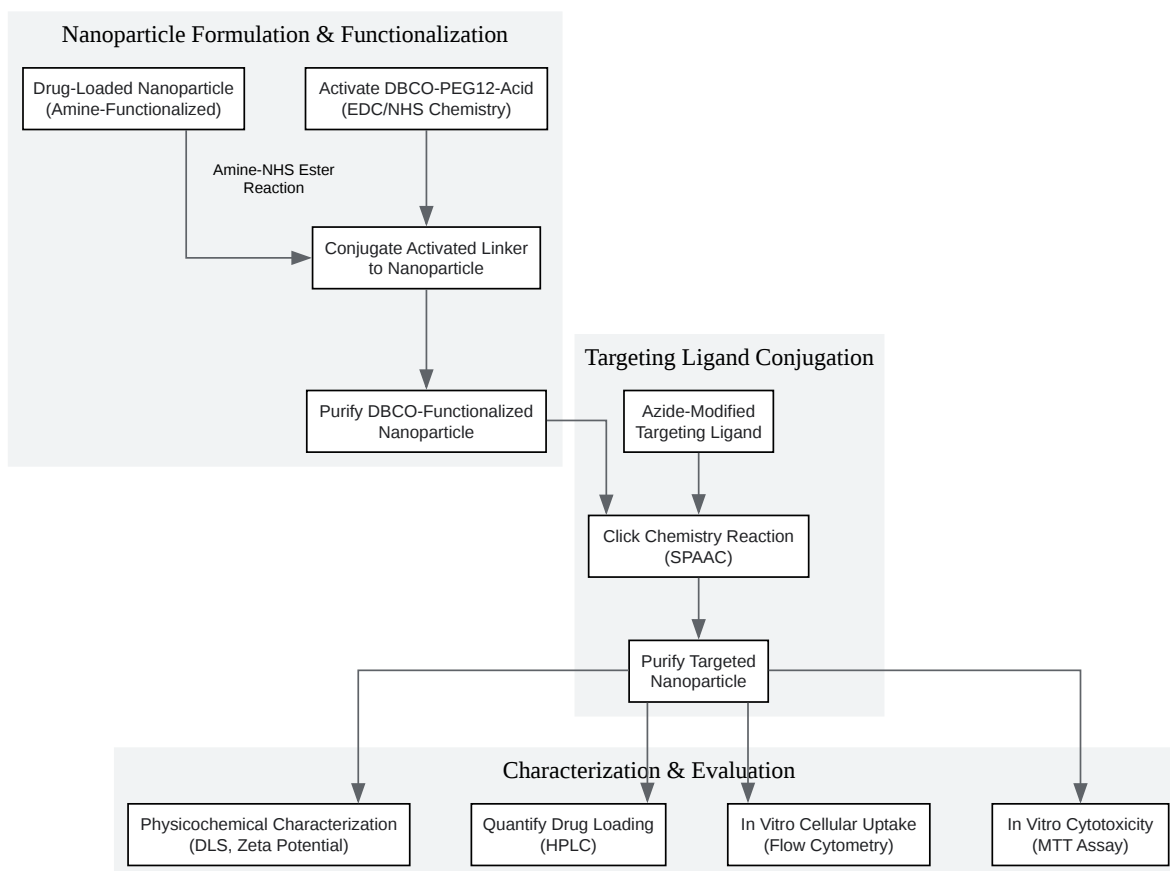 Nanoparticle Formulation & Functionalization
Drug-Loaded Nanoparticle
(Amine-Functionalized)
Activate DBCO-PEG12-Acid
(EDC/NHS Chemistry)
Amine-NHS Ester
Reaction
Conjugate Activated Linker
to Nanoparticle
Purify DBCO-Functionalized
Nanoparticle
Targeting Ligand Conjugation
Azide-Modified
Targeting Ligand
Click Chemistry Reaction
(SPAAC)
Purify Targeted
Nanoparticle
Characterization & Evaluation
Physicochemical Characterization
(DLS, Zeta Potential)
Quantify Drug Loading
(HPLC)
In Vitro Cellular Uptake
(Flow Cytometry)
In Vitro Cytotoxicity
(MTT Assay)